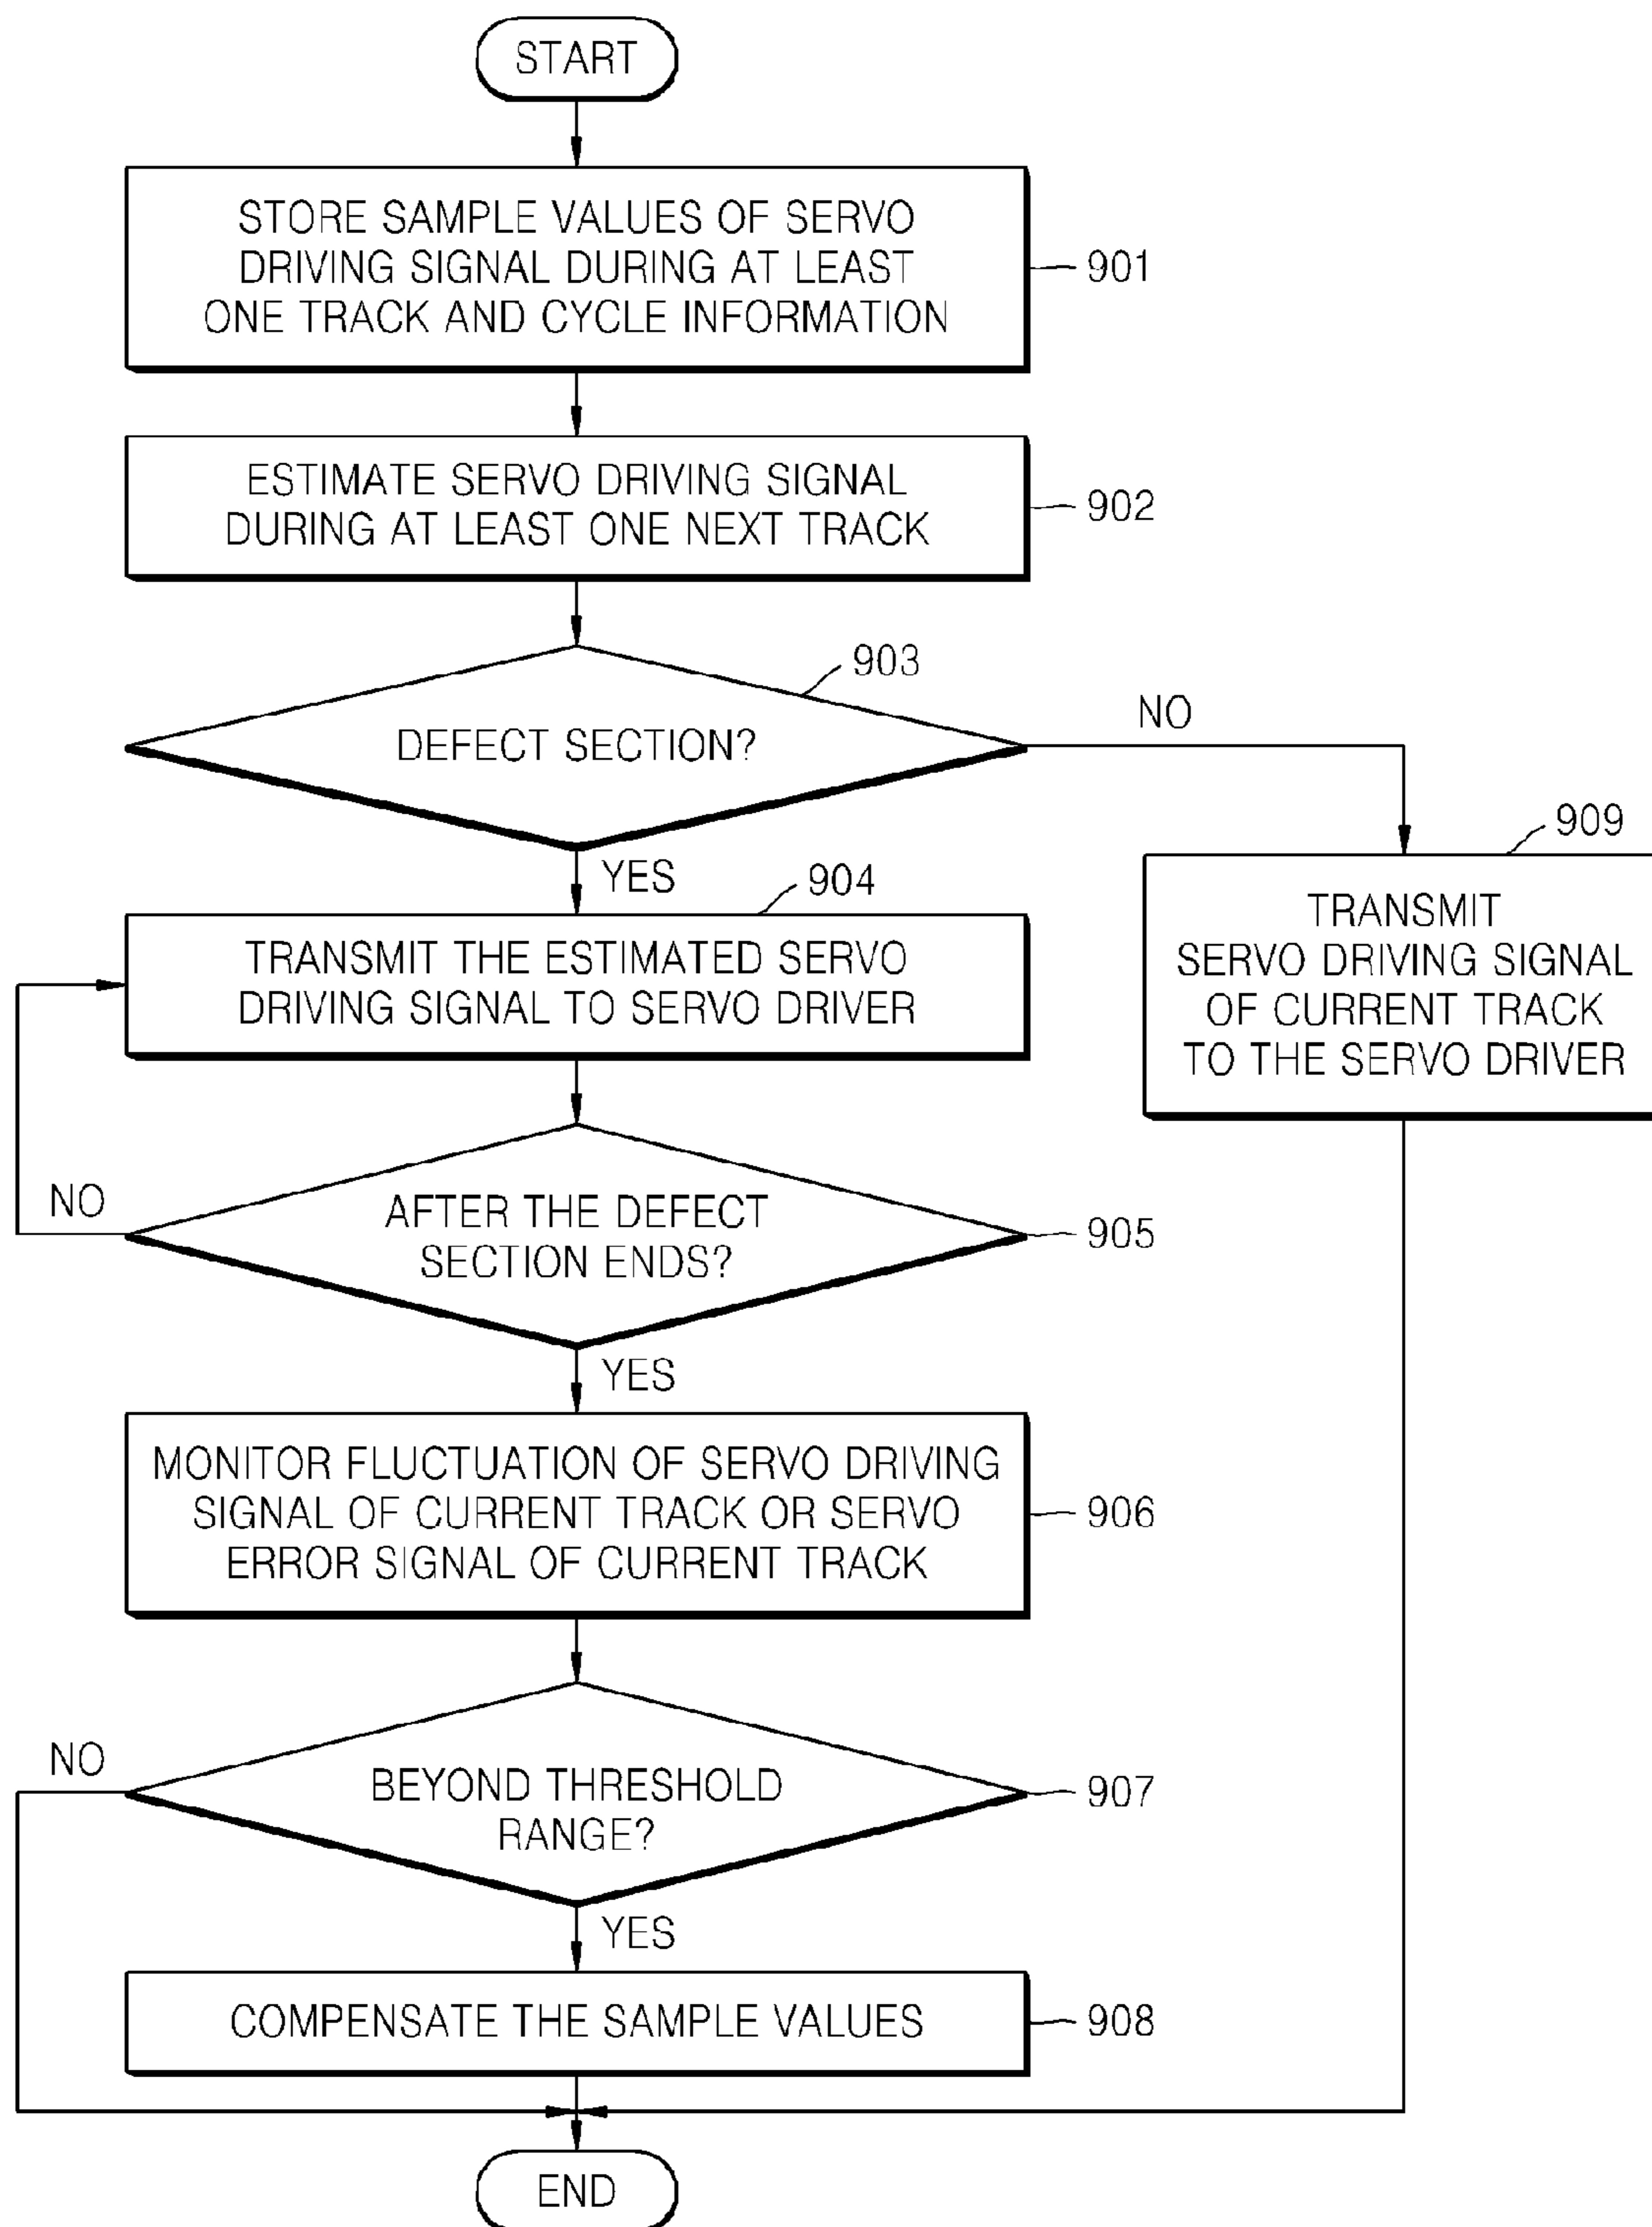 START
STORE SAMPLE VALUES OF SERVO
DRIVING SIGNAL DURING AT LEAST
ONE TRACK AND CYCLE INFORMATION
901
ESTIMATE SERVO DRIVING SIGNAL
DURING AT LEAST ONE NEXT TRACK
902
903
DEFECT SECTION?
NO
YES
904
TRANSMIT THE ESTIMATED SERVO
DRIVING SIGNAL TO SERVO DRIVER
909
TRANSMIT
SERVO DRIVING SIGNAL
OF CURRENT TRACK
TO THE SERVO DRIVER
NO
AFTER THE DEFECT
SECTION ENDS?
905
YES
MONITOR FLUCTUATION OF SERVO DRIVING
SIGNAL OF CURRENT TRACK OR SERVO
ERROR SIGNAL OF CURRENT TRACK
906
NO
BEYOND THRESHOLD
RANGE?
907
YES
COMPENSATE THE SAMPLE VALUES
908
END